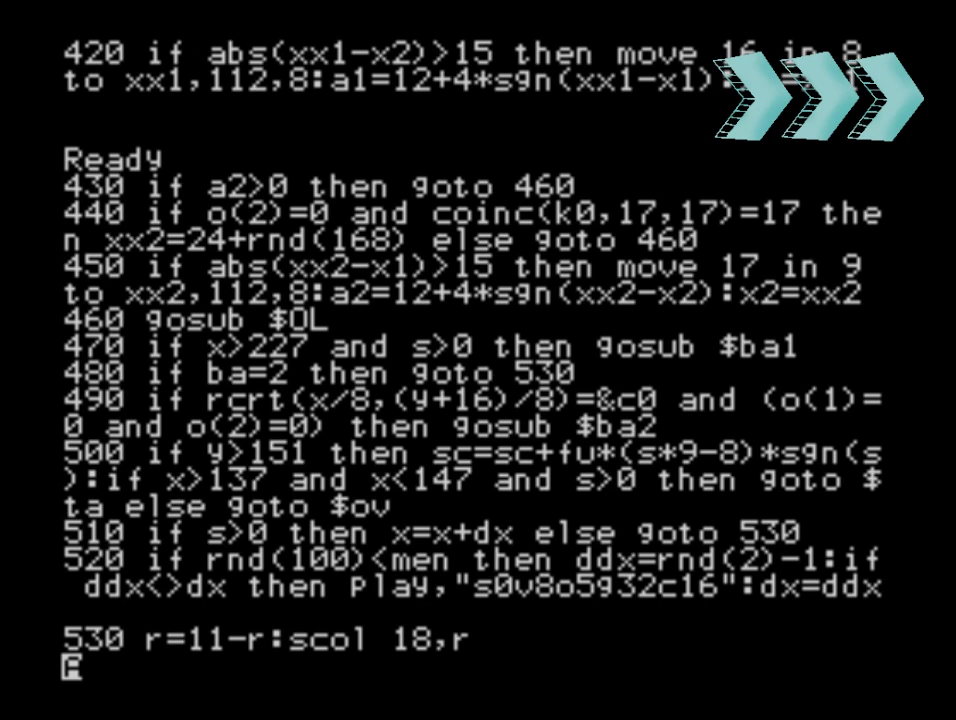 420 if abs(xx1-x2)>15 then move 16 in 8
to xx1,112,8:a1=12+4*sgn(xx1-x1):
Ready
430 if a2>0 then goto 460
440 if o(2)=0 and coinc(k0,17,17)=17 the
n xx2=24+rnd(168) else goto 460
450 if abs(xx2-x1)>15 then move 17 in 9
to xx2,112,8:a2=12+4*sgn(xx2-x2):x2=xx2
460 gosub $OL
470 if x>227 and s>0 then gosub $ba1
480 if ba=2 then goto 530
490 if rcrt(x/8,(y+16)/8)=&c0 and (o(1)=
0 and o(2)=0) then gosub $ba2
500 if y>151 then sc=sc+fu*(s*9-8)*sgn(s
):if x>137 and x<147 and s>0 then goto $
ta else goto $ov
510 if s>0 then x=x+dx else goto 530
520 if rnd(100)<men then ddx=rnd(2)-1:if
ddx<>dx then play,"s0v8o5g32c16":dx=ddx
530 r=11-r:scol 18,r